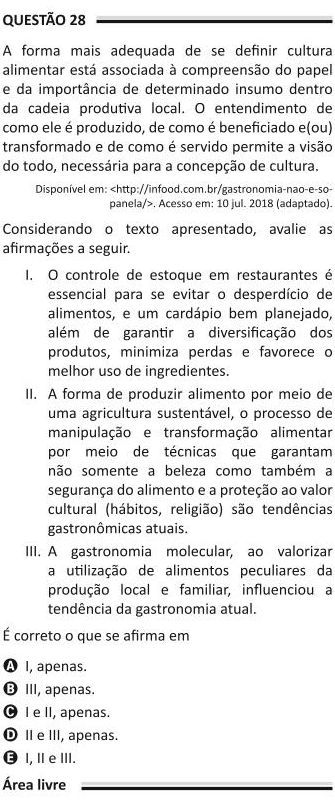 QUESTÃO 28
A forma mais adequada de se definir cultura
alimentar está associada à compreensão do papel
e da importância de determinado insumo dentro
da cadeia produtiva local. O entendimento de
como ele é produzido, de como é beneficiado e(ou)
transformado e de como é servido permite a visão
do todo, necessária para a concepção de cultura.
Disponível em: <http://infood.com.br/gastronomia-nao-e-so-
panela/>. Acesso em: 10 jul. 2018 (adaptado).
Considerando o texto apresentado, avalie as
afirmações a seguir.
I. O controle de estoque em restaurantes é
essencial para se evitar o desperdício de
alimentos, e um cardápio bem planejado,
além de garantir a diversificação dos
produtos, minimiza perdas e favorece o
melhor uso de ingredientes.
II. A forma de produzir alimento por meio de
uma agricultura sustentável, o processo de
manipulação e transformação alimentar
por meio de técnicas que garantam
não somente a beleza como também a
segurança do alimento e a proteção ao valor
cultural (hábitos, religião) são tendências
gastronômicas atuais.
III. A gastronomia molecular, ao valorizar
a utilização de alimentos peculiares da
produção local e familiar, influenciou a
tendência da gastronomia atual.
É correto o que se afirma em
A I, apenas.
B III, apenas.
C I e II, apenas.
D II e III, apenas.
E I, II e III.
Área livre